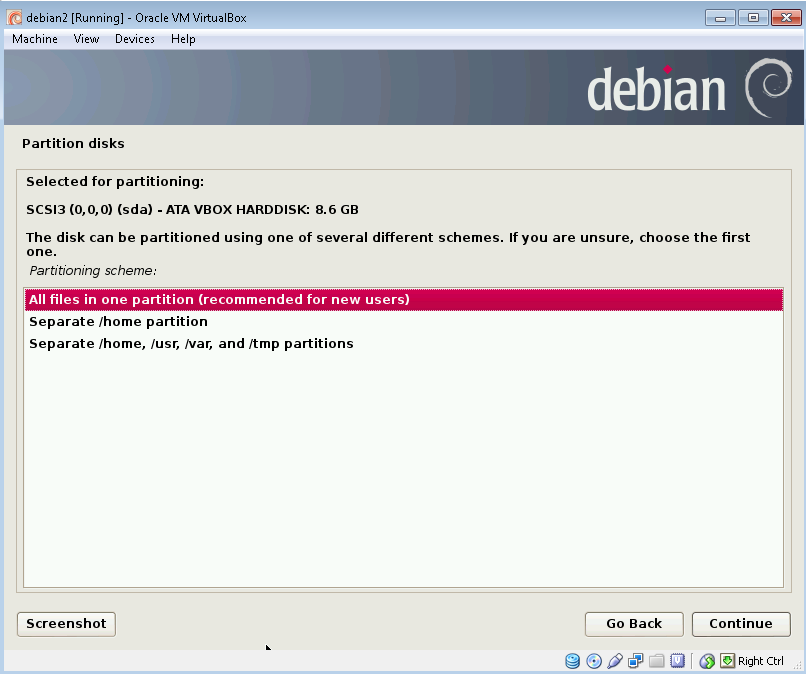 debian2 [Running] - Oracle VM VirtualBox
Machine View Devices Help
debian
Partition disks
Selected for partitioning:
SCSI3 (0,0,0) (sda) - ATA VBOX HARDDISK: 8.6 GB
The disk can be partitioned using one of several different schemes. If you are unsure, choose the first
one.
Partitioning scheme:
All files in one partition (recommended for new users)
Separate /home partition
Separate /home, /usr, /var, and /tmp partitions
Screenshot Go Back Continue
Right Ctrl